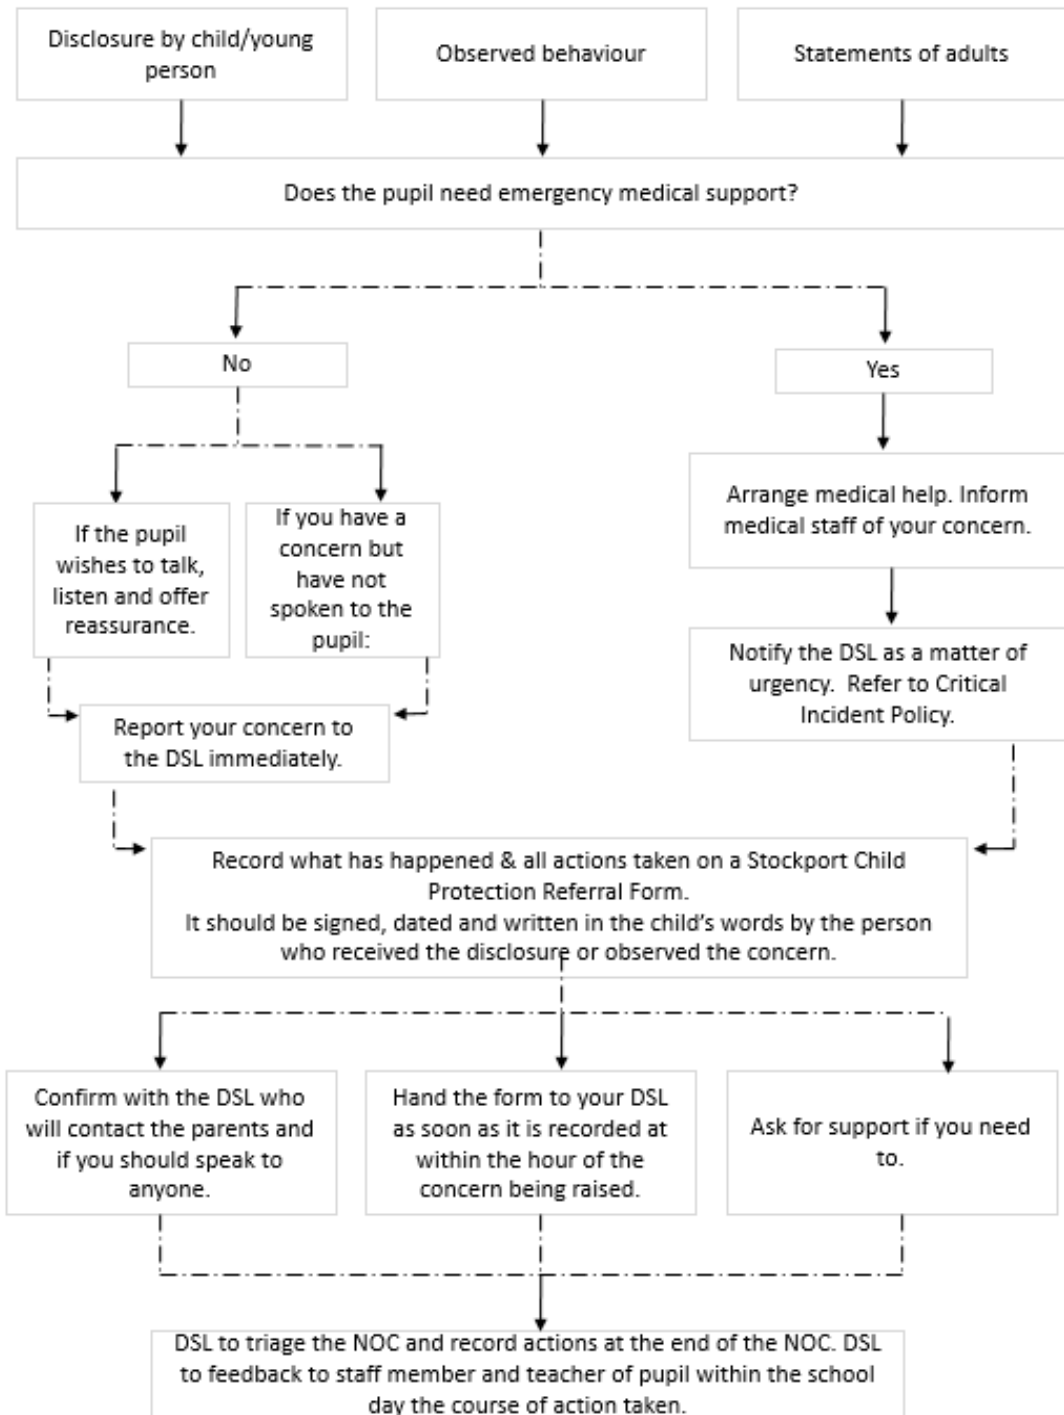 Disclosure by child/young
person
Observed behaviour
Statements of adults
Does the pupil need emergency medical support?
No
Yes
If the pupil
wishes to talk,
listen and offer
reassurance.
If you have a
concern but
have not
spoken to the
pupil:
Arrange medical help. Inform
medical staff of your concern.
Notify the DSL as a matter of
urgency.  Refer to Critical
Incident Policy.
Report your concern to
the DSL immediately.
Record what has happened & all actions taken on a Stockport Child
Protection Referral Form.
It should be signed, dated and written in the child’s words by the person
who received the disclosure or observed the concern.
Confirm with the DSL who
will contact the parents and
if you should speak to
anyone.
Hand the form to your DSL
as soon as it is recorded at
within the hour of the
concern being raised.
Ask for support if you need
to.
DSL to triage the NOC and record actions at the end of the NOC. DSL
to feedback to staff member and teacher of pupil within the school
day the course of action taken.